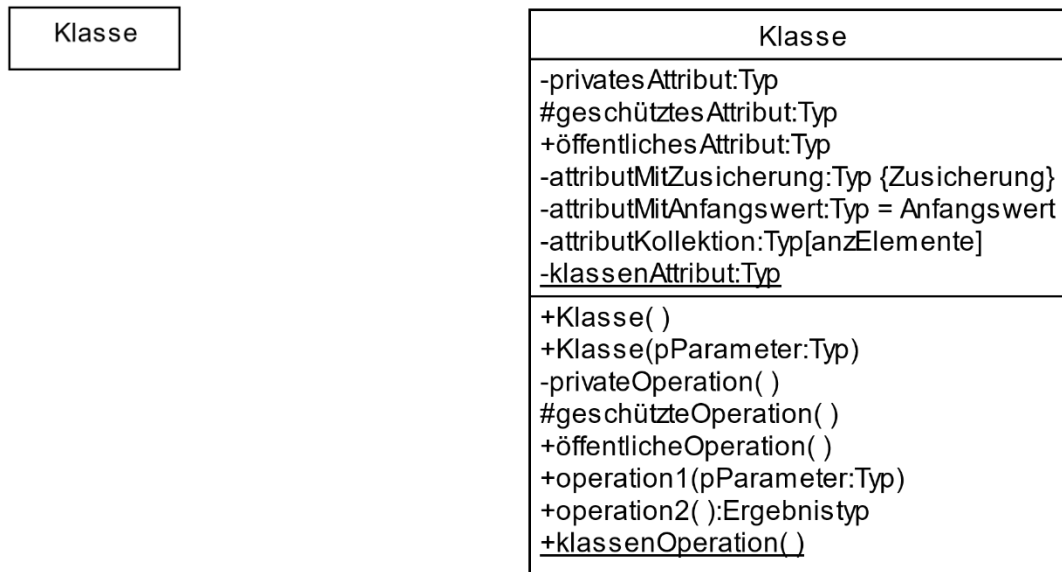 Klasse
Klasse
-privatesAttribut:Typ
#geschütztesAttribut:Typ
+öffentlichesAttribut:Typ
-attributMitZusicherung:Typ {Zusicherung}
-attributMitAnfangswert:Typ = Anfangswert
-attributKollektion:Typ[anzElemente]
-klassenAttribut:Typ
+Klasse( )
+Klasse(pParameter:Typ)
-privateOperation( )
#geschützteOperation( )
+öffentlicheOperation( )
+operation1(pParameter:Typ)
+operation2( ):Ergebnistyp
+klassenOperation( )